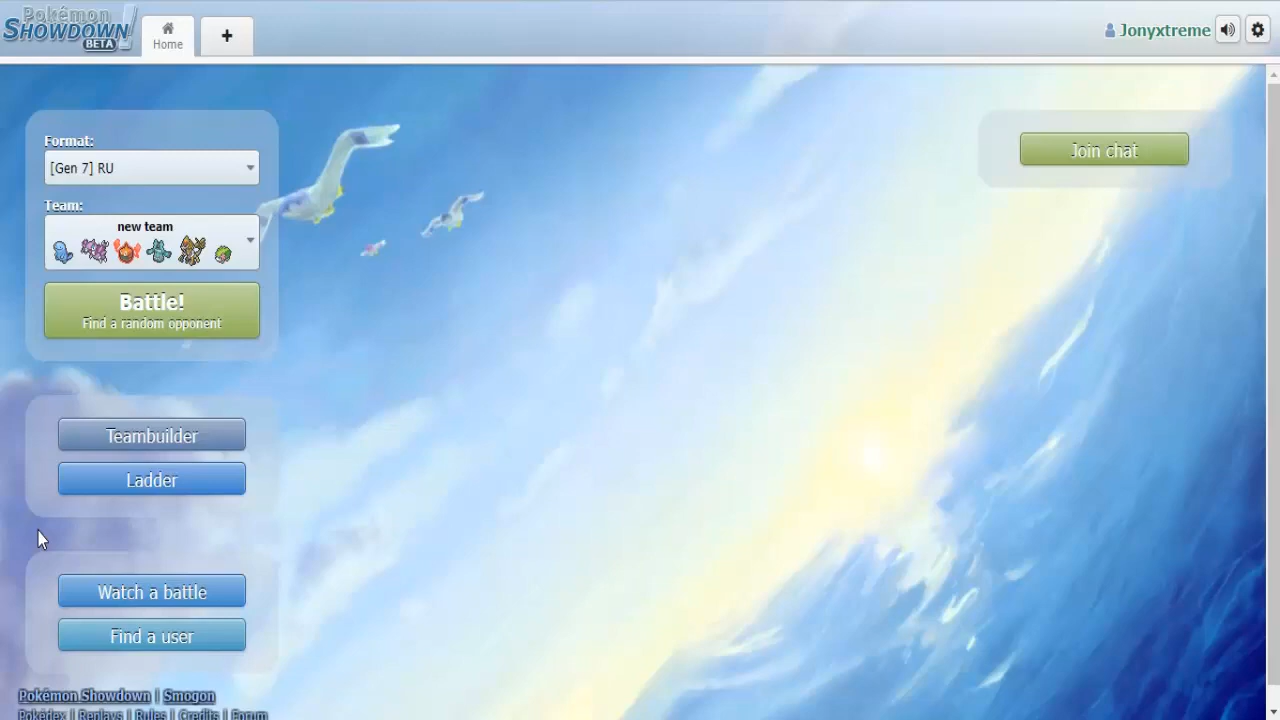 Pokémon
SHOWDOWN!
BETA
Home
+
Jonyxtreme
Format:
[Gen 7] RU
Team:
new team
Battle!
Find a random opponent
Join chat
Teambuilder
Ladder
Watch a battle
Find a user
Pokémon Showdown | Smogon
Pokédex | Replays | Rules | Credits | Forum